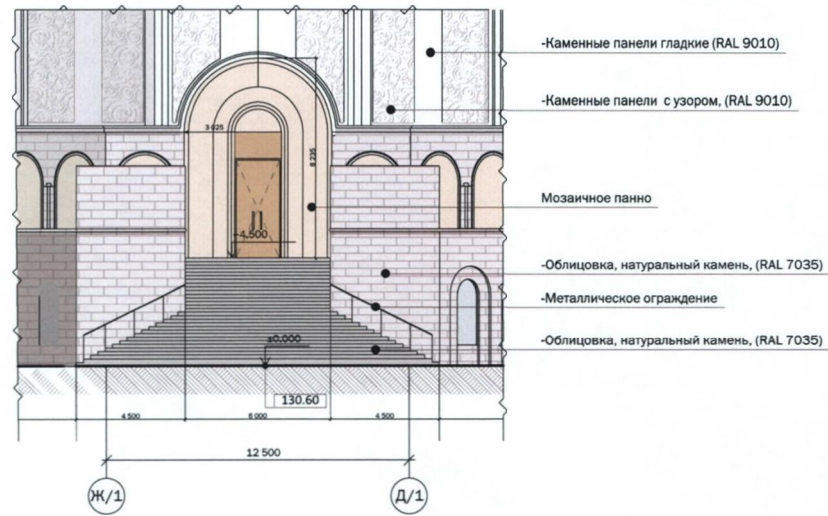 -Каменные панели гладкие (RAL 9010)
-Каменные панели с узором, (RAL 9010)
3 025
8 235
Мозаичное панно
-4,500
-Облицовка, натуральный камень, (RAL 7035)
-Металлическое ограждение
±0,000
-Облицовка, натуральный камень, (RAL 7035)
130.60
4 500
6 000
4 500
12 500
Ж/1
Д/1